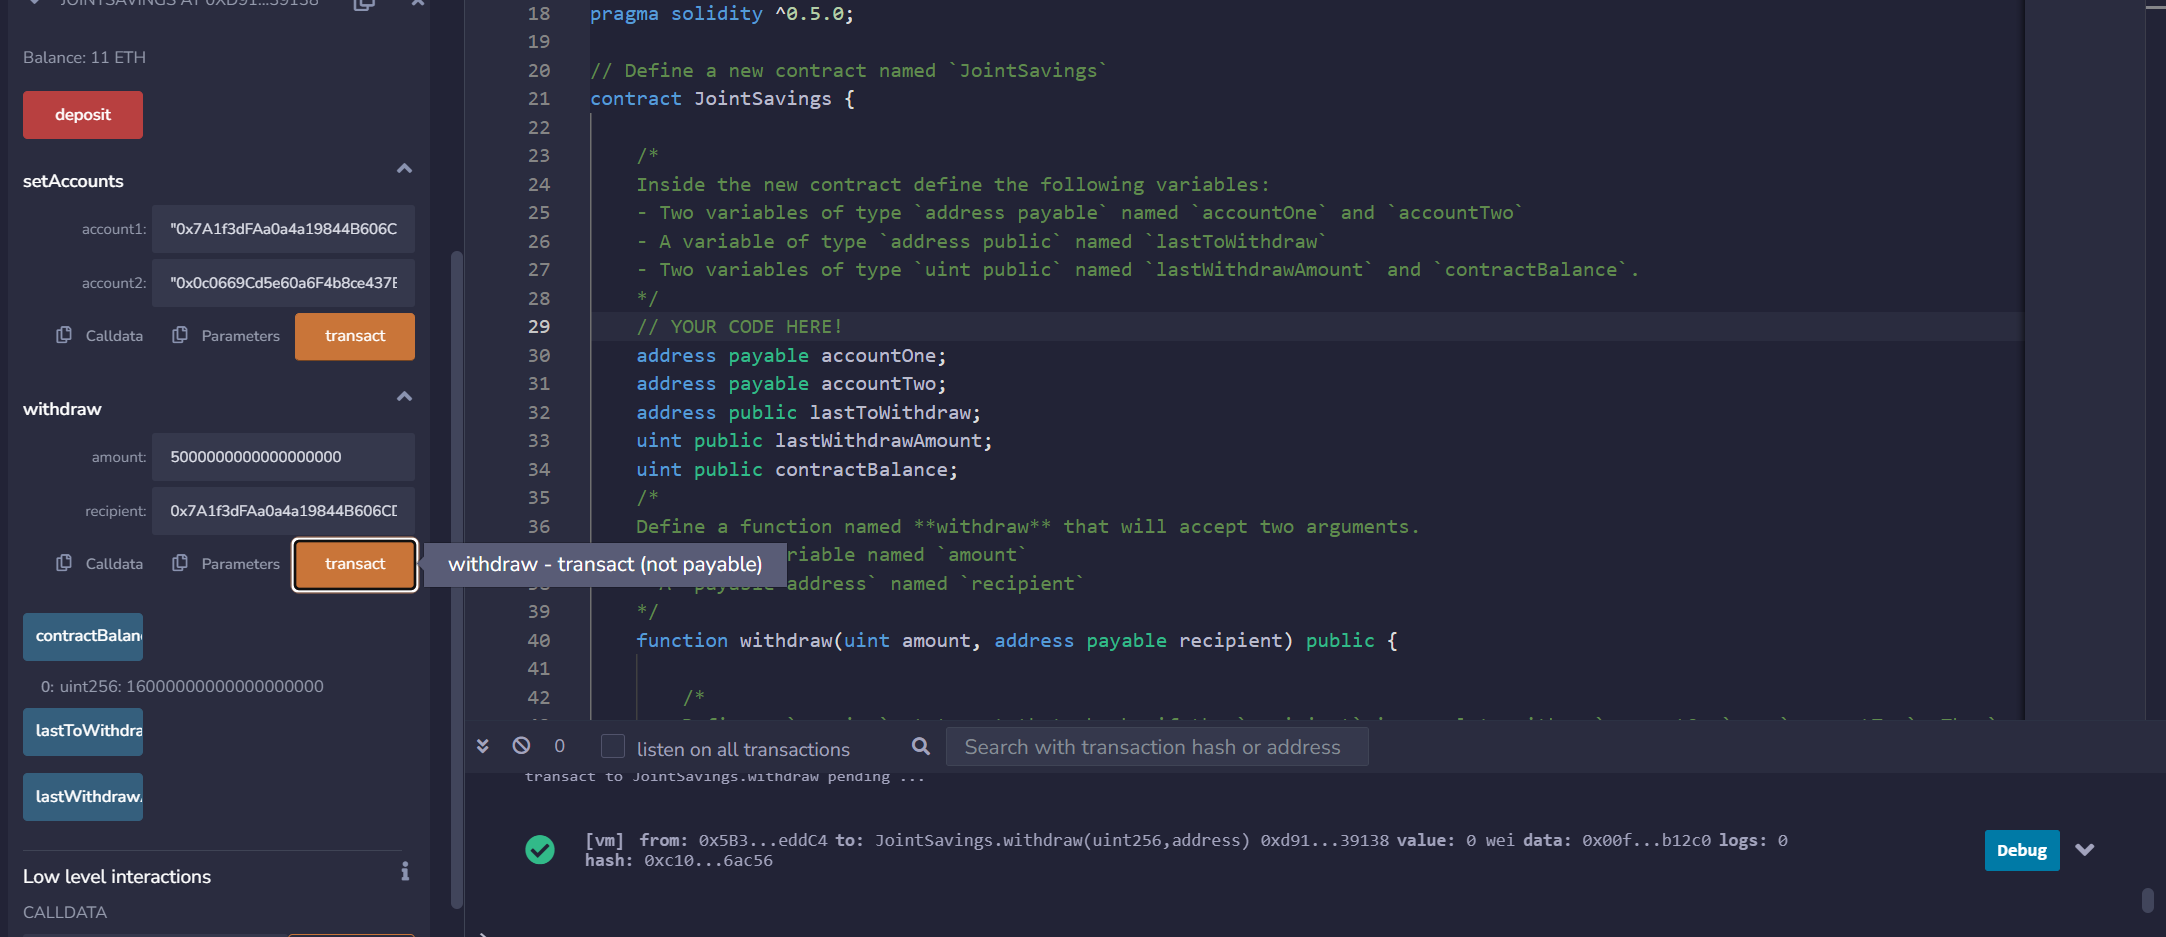 JOINTSAVINGS AT 0XD91...39138
Balance: 11 ETH
deposit
setAccounts
account1: "0x7A1f3dFAa0a4a19844B606C
account2: "0x0c0669Cd5e60a6F4b8ce437E
Calldata Parameters transact
withdraw
amount: 5000000000000000000
recipient: 0x7A1f3dFAa0a4a19844B606CD
Calldata Parameters transact
withdraw - transact (not payable)
contractBalan
0: uint256: 16000000000000000000
lastToWithdra
lastWithdraw
Low level interactions
CALLDATA
18 pragma solidity ^0.5.0;
19
20 // Define a new contract named `JointSavings`
21 contract JointSavings {
22
23 /*
24 Inside the new contract define the following variables:
25 - Two variables of type `address payable` named `accountOne` and `accountTwo`
26 - A variable of type `address public` named `lastToWithdraw`
27 - Two variables of type `uint public` named `lastWithdrawAmount` and `contractBalance`.
28 */
29 // YOUR CODE HERE!
30 address payable accountOne;
31 address payable accountTwo;
32 address public lastToWithdraw;
33 uint public lastWithdrawAmount;
34 uint public contractBalance;
35 /*
36 Define a function named **withdraw** that will accept two arguments.
riable named `amount`
address` named `recipient`
39 */
40 function withdraw(uint amount, address payable recipient) public {
41
42 /*
0 listen on all transactions Search with transaction hash or address
transact to JointSavings.withdraw pending ...
[vm] from: 0x5B3...eddC4 to: JointSavings.withdraw(uint256,address) 0xd91...39138 value: 0 wei data: 0x00f...b12c0 logs: 0
hash: 0xc10...6ac56
Debug